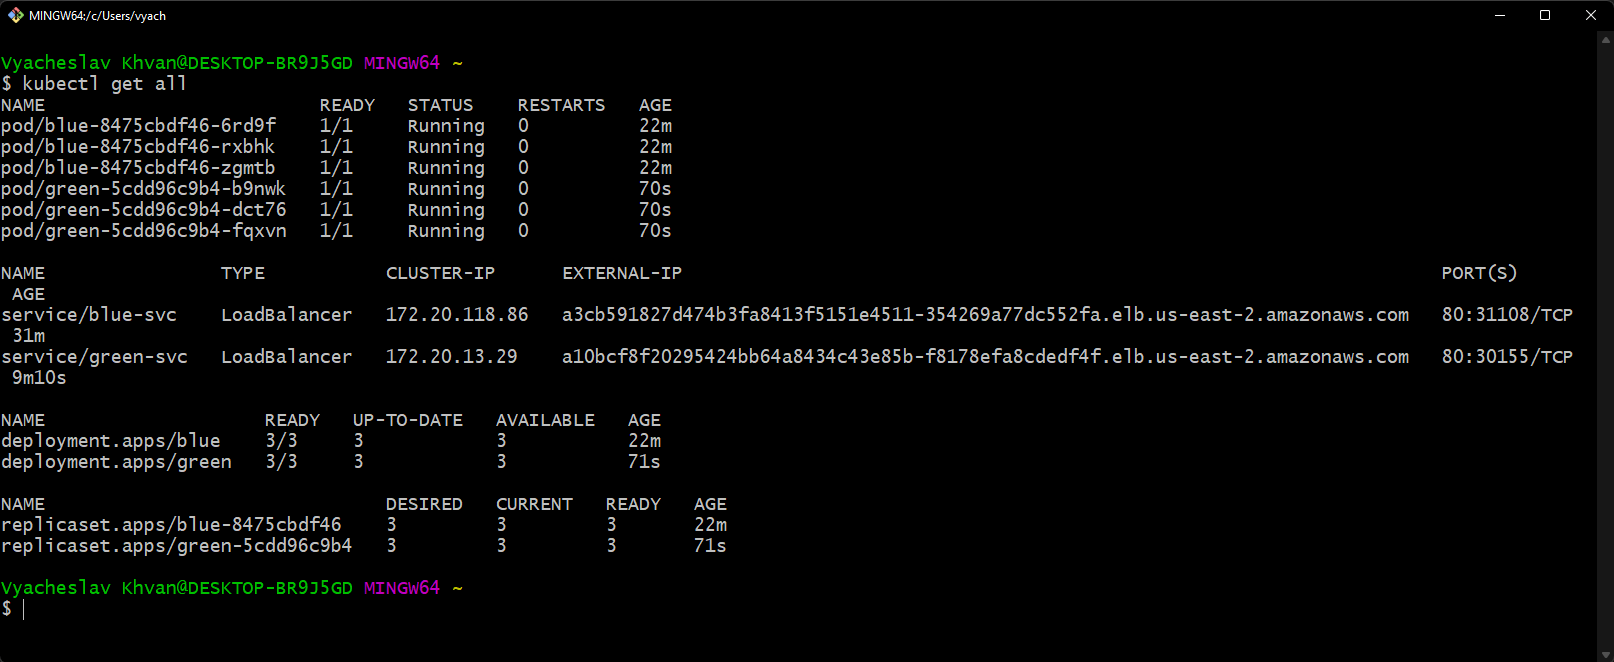 MINGW64:/c/Users/vyach
Vyacheslav Khvan@DESKTOP-BR9J5GD MINGW64 ~
$ kubectl get all
NAME                         READY   STATUS    RESTARTS   AGE
pod/blue-8475cbdf46-6rd9f    1/1     Running   0          22m
pod/blue-8475cbdf46-rxbhk    1/1     Running   0          22m
pod/blue-8475cbdf46-zgmtb    1/1     Running   0          22m
pod/green-5cdd96c9b4-b9nwk   1/1     Running   0          70s
pod/green-5cdd96c9b4-dct76   1/1     Running   0          70s
pod/green-5cdd96c9b4-fqxvn   1/1     Running   0          70s
NAME                TYPE           CLUSTER-IP      EXTERNAL-IP                                                                     PORT(S)
 AGE
service/blue-svc    LoadBalancer   172.20.118.86   a3cb591827d474b3fa8413f5151e4511-354269a77dc552fa.elb.us-east-2.amazonaws.com   80:31108/TCP
 31m
service/green-svc   LoadBalancer   172.20.13.29    a10bcf8f20295424bb64a8434c43e85b-f8178efa8cdedf4f.elb.us-east-2.amazonaws.com   80:30155/TCP
 9m10s
NAME                    READY   UP-TO-DATE   AVAILABLE   AGE
deployment.apps/blue    3/3     3            3           22m
deployment.apps/green   3/3     3            3           71s
NAME                               DESIRED   CURRENT   READY   AGE
replicaset.apps/blue-8475cbdf46    3         3         3       22m
replicaset.apps/green-5cdd96c9b4   3         3         3       71s
Vyacheslav Khvan@DESKTOP-BR9J5GD MINGW64 ~
$